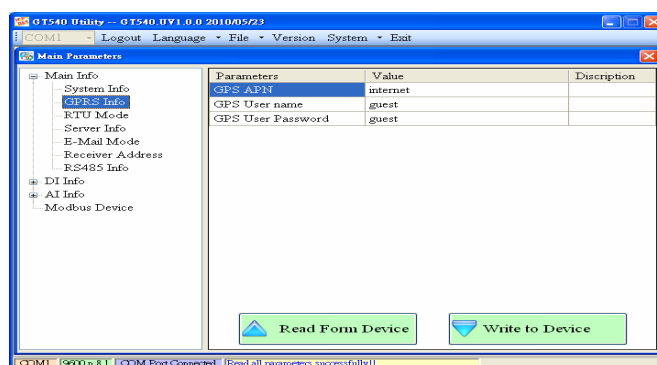 GT540 Utility -- GT540.UV1.0.0 2010/05/23
COM1 Logout Language File Version System Exit
Main Parameters
Main Info
System Info
GPRS Info
RTU Mode
Server Info
E-Mail Mode
Receiver Address
RS485 Info
DI Info
AI Info
Modbus Device
Parameters Value Discription
GPS APN internet
GPS User name guest
GPS User Password guest
Read Form Device Write to Device
COM1 9600 n 8 1 COM Port Connected Read all parameters successfully!!